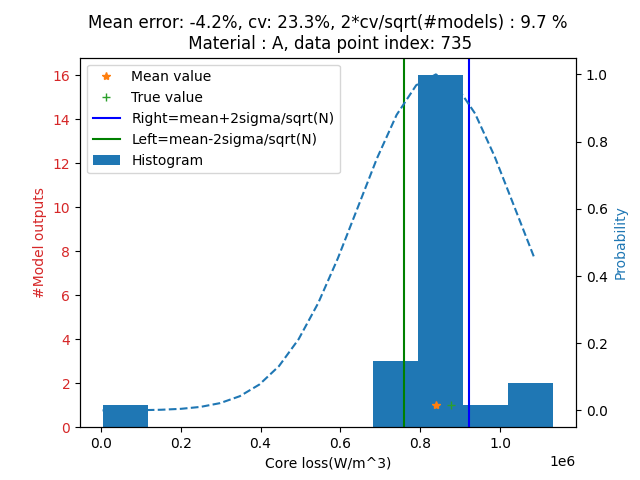 Mean error: -4.2%, cv: 23.3%, 2*cv/sqrt(#models) : 9.7 %
Material : A, data point index: 735
Mean value
True value
Right=mean+2sigma/sqrt(N)
Left=mean-2sigma/sqrt(N)
Histogram
#Model outputs
16
14
12
10
8
6
4
2
0
1.0
0.8
0.6
0.4
0.2
0.0
Probability
0.0 0.2 0.4 0.6 0.8 1.0
1e6
Core loss(W/m^3)